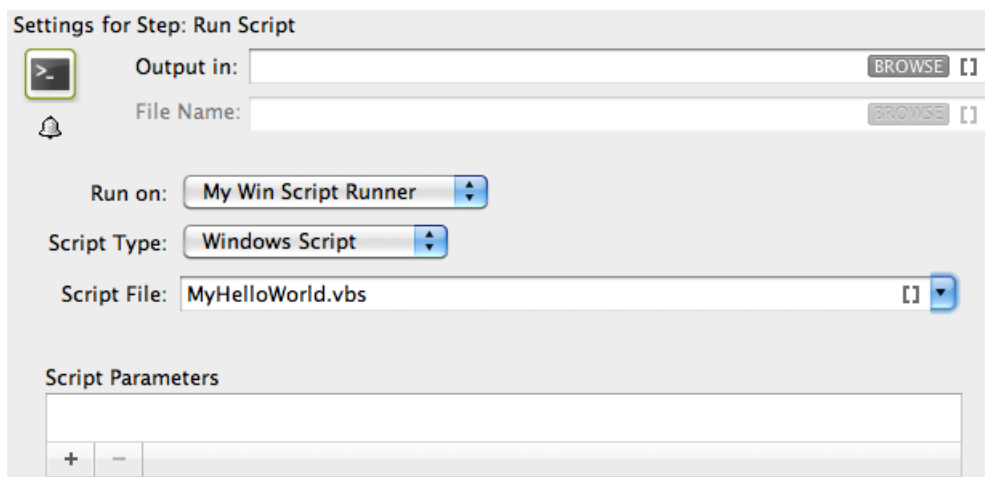 Settings for Step: Run Script
>_ Output in: BROWSE []
File Name: BROWSE []
Run on: My Win Script Runner
Script Type: Windows Script
Script File: MyHelloWorld.vbs []
Script Parameters
+ −